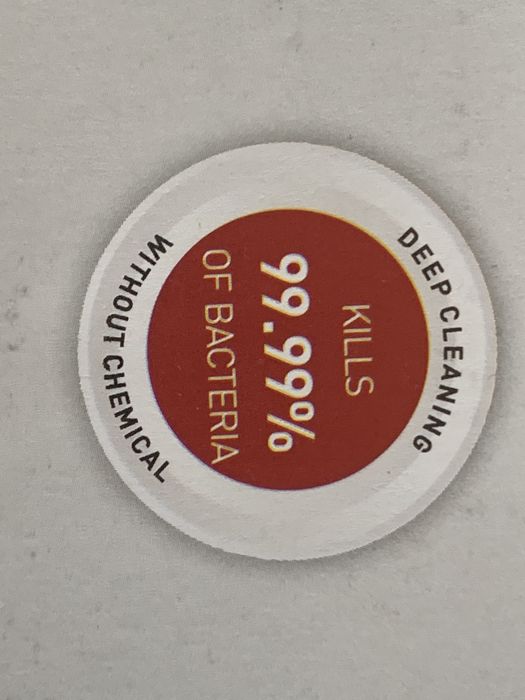 DEEP CLEANING
KILLS
99.99%
OF BACTERIA
WITHOUT CHEMICAL